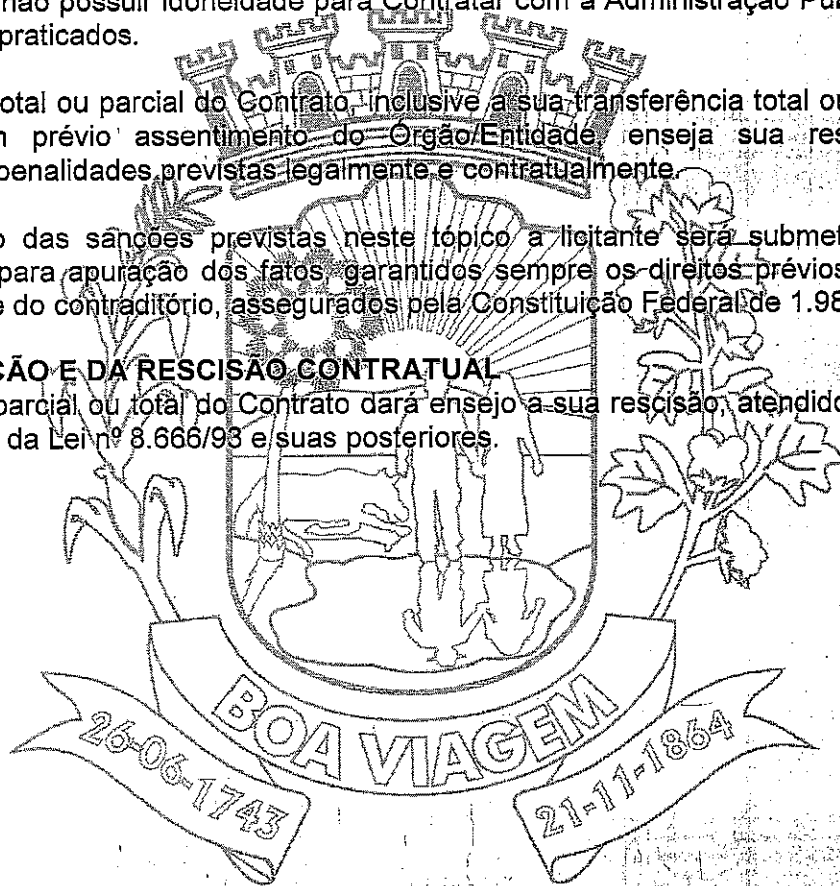 não possuir idoneidade para Contratar com a Administração Púb
praticados.
otal ou parcial do Contrato, inclusive a sua transferência total ou
prévio assentimento do Órgão/Entidade, enseja sua res
penalidades previstas legalmente e contratualmente.
das sanções previstas neste tópico a licitante será submet
para apuração dos fatos, garantidos sempre os direitos prévios
e do contraditório, assegurados pela Constituição Federal de 1.98
ÇÃO E DA RESCISÃO CONTRATUAL
parcial ou total do Contrato dará ensejo a sua rescisão, atendido
da Lei nº 8.666/93 e suas posteriores.
BOA VIAGEM
26-06-1743
21-11-1864